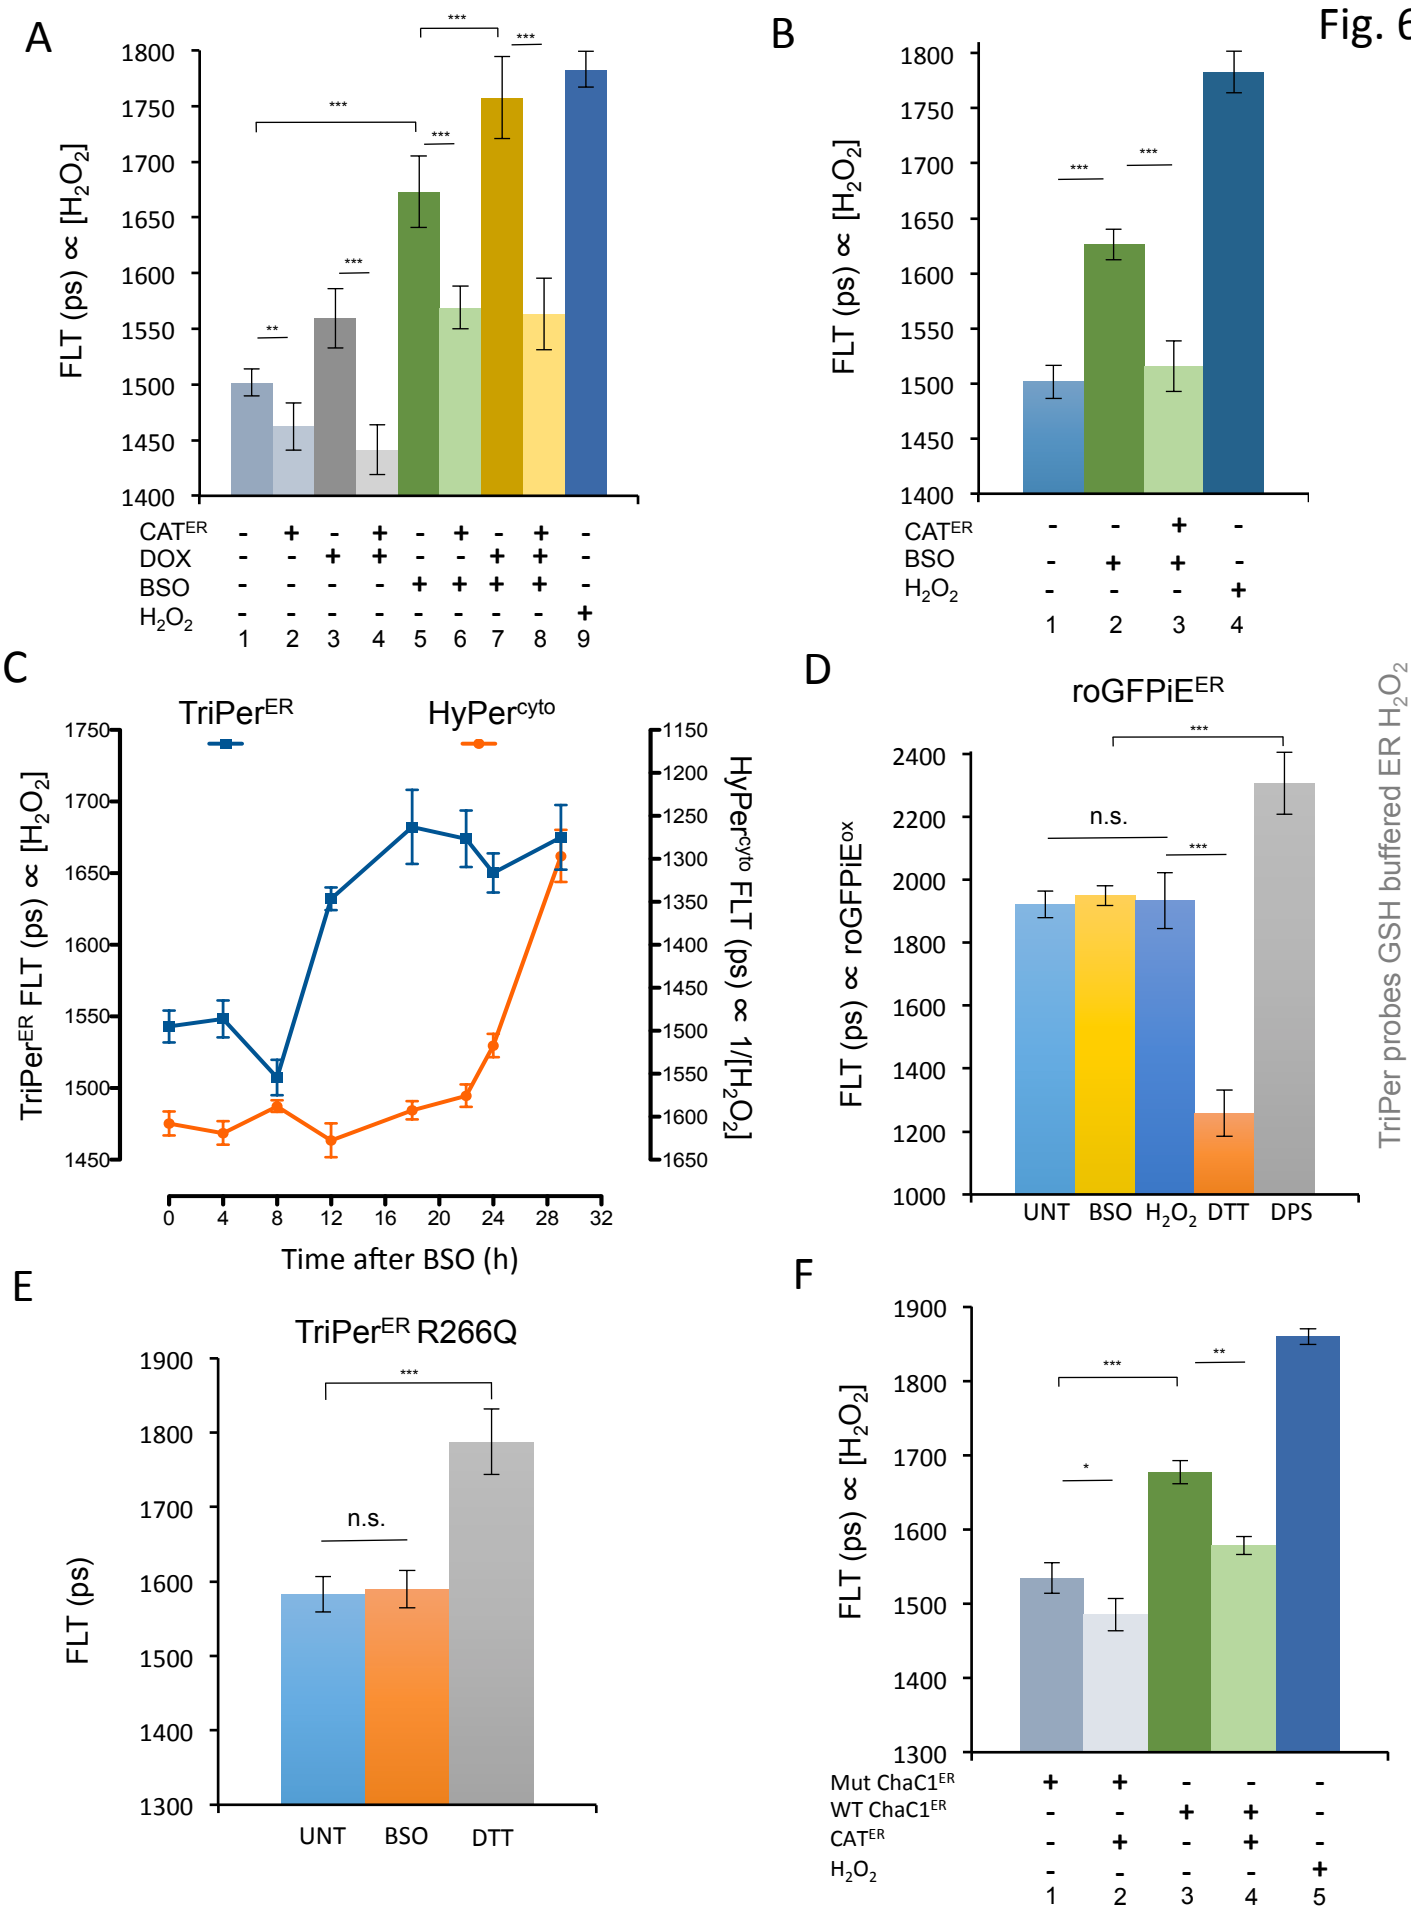 Fig. 6
A
***
***
***
***
***
***
**
1800
1750
1700
1650
1600
1550
1500
1450
1400
FLT (ps) ∝ [H₂O₂]
CATᴱᴿ - + - + - + - + -
DOX - - + + - - + + -
BSO - - - - + + + + -
H₂O₂ - - - - - - - - +
1 2 3 4 5 6 7 8 9
B
***
***
1800
1750
1700
1650
1600
1550
1500
1450
1400
FLT (ps) ∝ [H₂O₂]
CATᴱᴿ - - + -
BSO - + + -
H₂O₂ - - - +
1 2 3 4
C
TriPerᴱᴿ HyPerᶜʸᵗᵒ
1750
1700
1650
1600
1550
1500
1450
TriPerᴱᴿ FLT (ps) ∝ [H₂O₂]
1150
1200
1250
1300
1350
1400
1450
1500
1550
1600
1650
HyPerᶜʸᵗᵒ FLT (ps) ∝ 1/[H₂O₂]
0 4 8 12 16 20 24 28 32
Time after BSO (h)
D
roGFPiEᴱᴿ
***
n.s.
***
2400
2200
2000
1800
1600
1400
1200
1000
FLT (ps) ∝ roGFPiEᵒˣ
UNT BSO H₂O₂ DTT DPS
TriPer probes GSH buffered ER H₂O₂
E
TriPerᴱᴿ R266Q
***
n.s.
1900
1800
1700
1600
1500
1400
1300
FLT (ps)
UNT BSO DTT
F
***
**
*
1900
1800
1700
1600
1500
1400
1300
FLT (ps) ∝ [H₂O₂]
Mut ChaC1ᴱᴿ + + - - -
WT ChaC1ᴱᴿ - - + + -
CATᴱᴿ - + - + -
H₂O₂ - - - - +
1 2 3 4 5